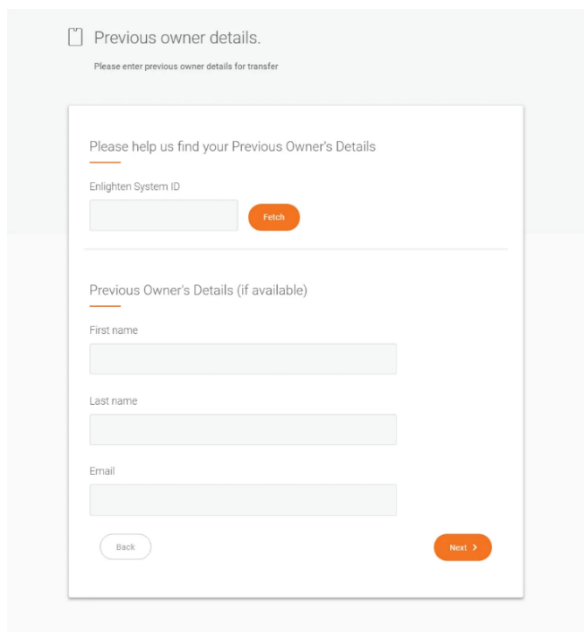 Previous owner details.
Please enter previous owner details for transfer
Please help us find your Previous Owner's Details
Enlighten System ID
Fetch
Previous Owner's Details (if available)
First name
Last name
Email
Back
Next >